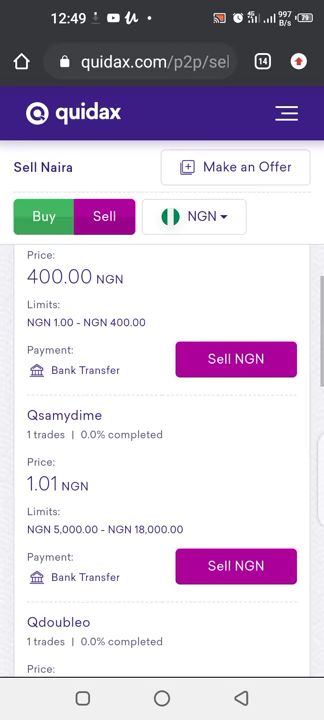 12:49
4G
997 B/s
79
quidax.com/p2p/sel
14
quidax
Sell Naira
Make an Offer
Buy
Sell
NGN
Price:
400.00 NGN
Limits:
NGN 1.00 - NGN 400.00
Payment:
Bank Transfer
Sell NGN
Qsamydime
1 trades | 0.0% completed
Price:
1.01 NGN
Limits:
NGN 5,000.00 - NGN 18,000.00
Payment:
Bank Transfer
Sell NGN
Qdoubleo
1 trades | 0.0% completed
Price: